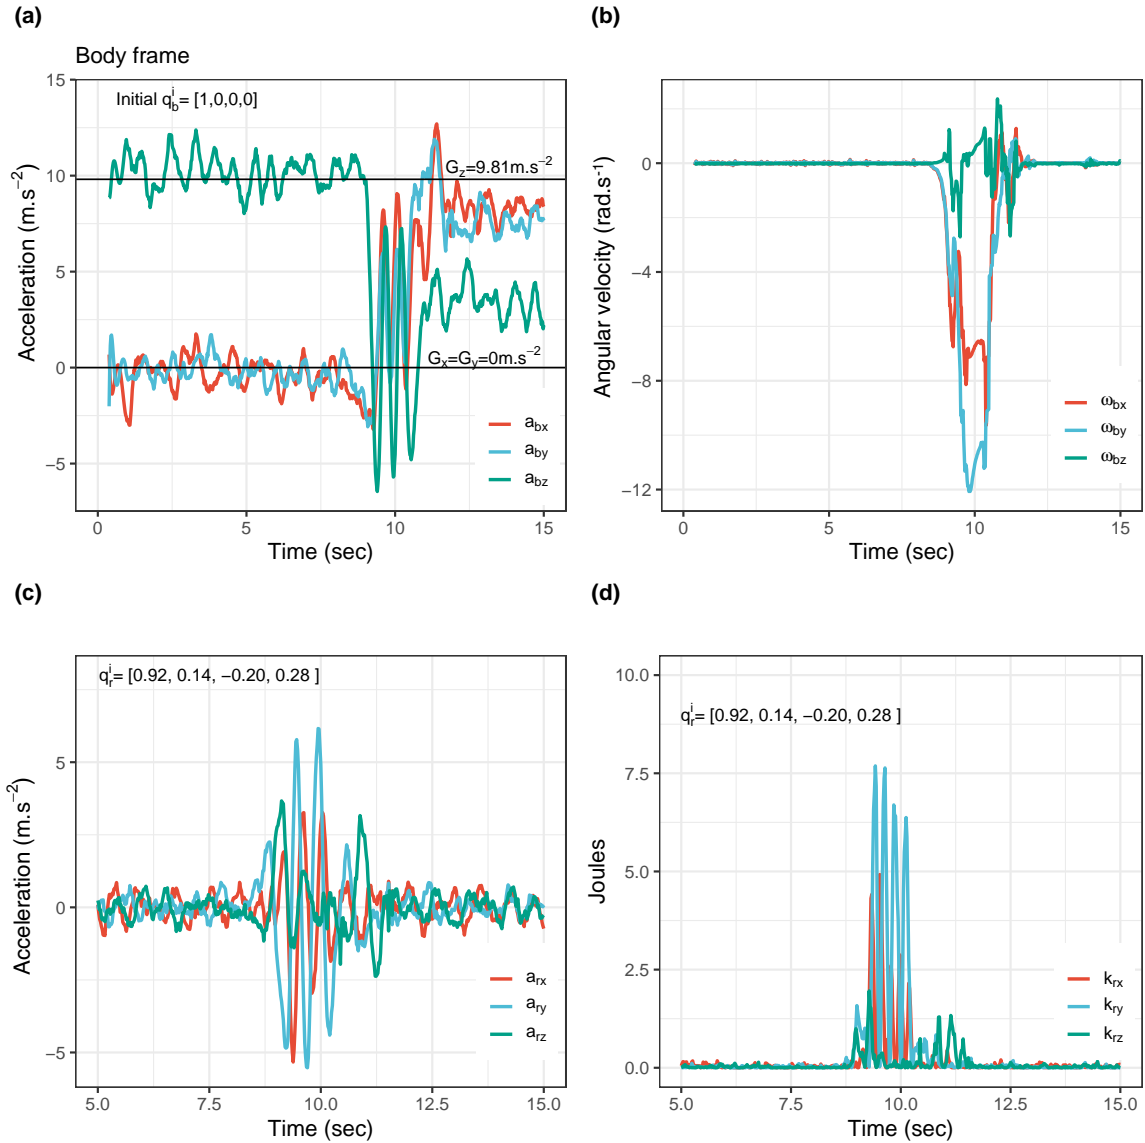 (a)
Body frame
Initial q_b^i= [1,0,0,0]
G_z=9.81m.s^−2
G_x=G_y=0m.s^−2
Acceleration (m.s^−2)
15
10
5
0
−5
a_bx
a_by
a_bz
0
5
10
15
Time (sec)
(b)
Angular velocity (rad.s^-1)
0
−4
−8
−12
ω_bx
ω_by
ω_bz
0
5
10
15
Time (sec)
(c)
q_r^i= [0.92, 0.14, −0.20, 0.28 ]
Acceleration (m.s^−2)
5
0
−5
a_rx
a_ry
a_rz
5.0
7.5
10.0
12.5
15.0
Time (sec)
(d)
q_r^i= [0.92, 0.14, −0.20, 0.28 ]
Joules
10.0
7.5
5.0
2.5
0.0
k_rx
k_ry
k_rz
5.0
7.5
10.0
12.5
15.0
Time (sec)